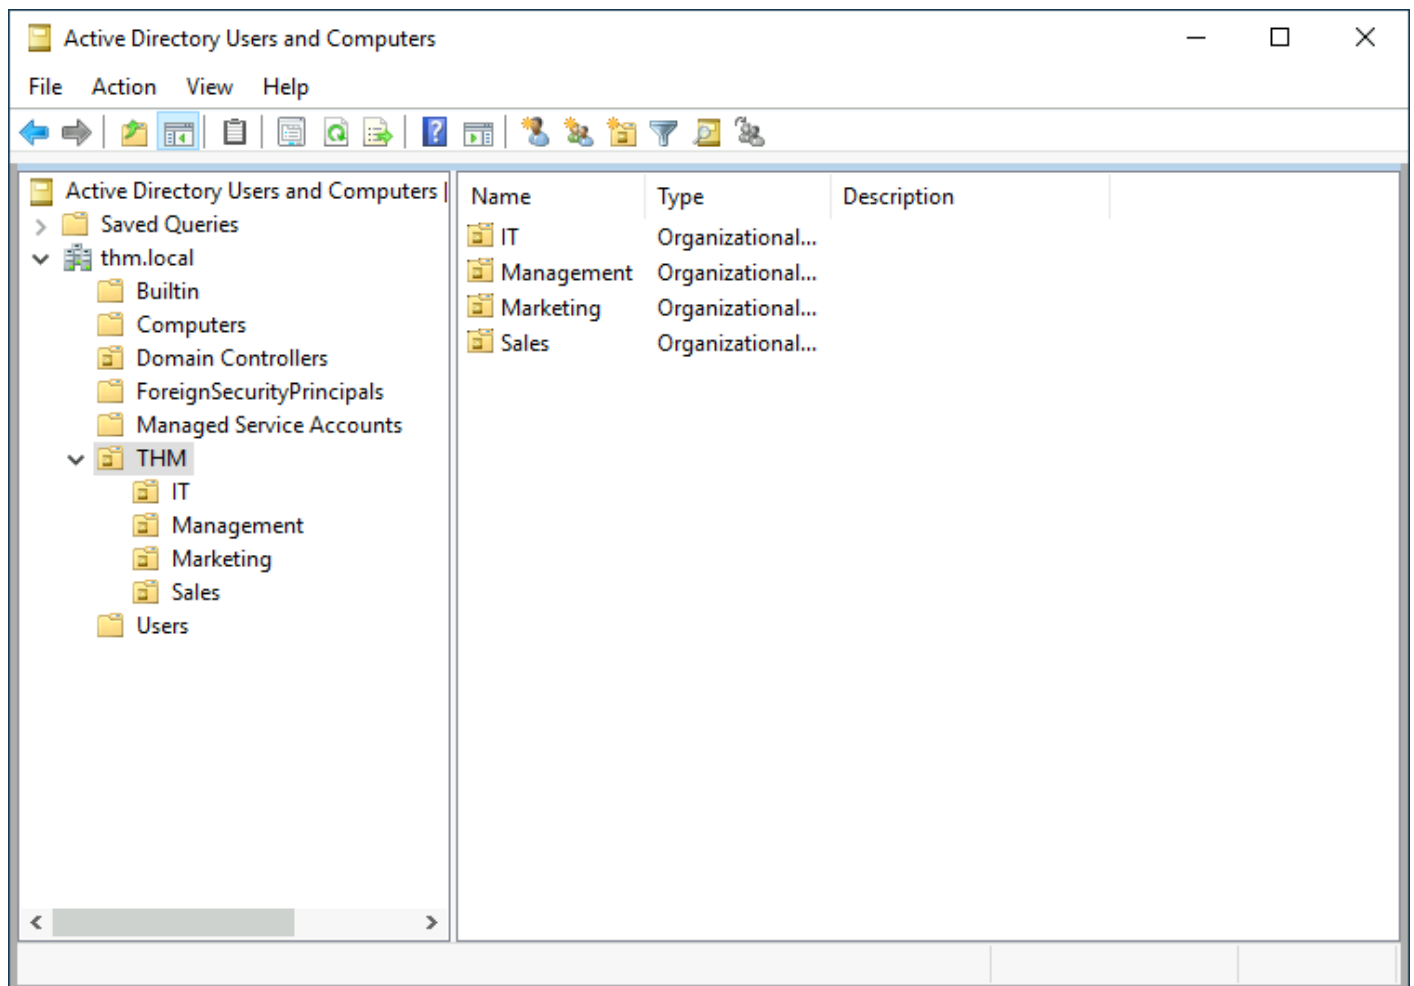 Active Directory Users and Computers
File Action View Help
Active Directory Users and Computers
Saved Queries
thm.local
Builtin
Computers
Domain Controllers
ForeignSecurityPrincipals
Managed Service Accounts
THM
IT
Management
Marketing
Sales
Users
Name Type Description
IT Organizational...
Management Organizational...
Marketing Organizational...
Sales Organizational...